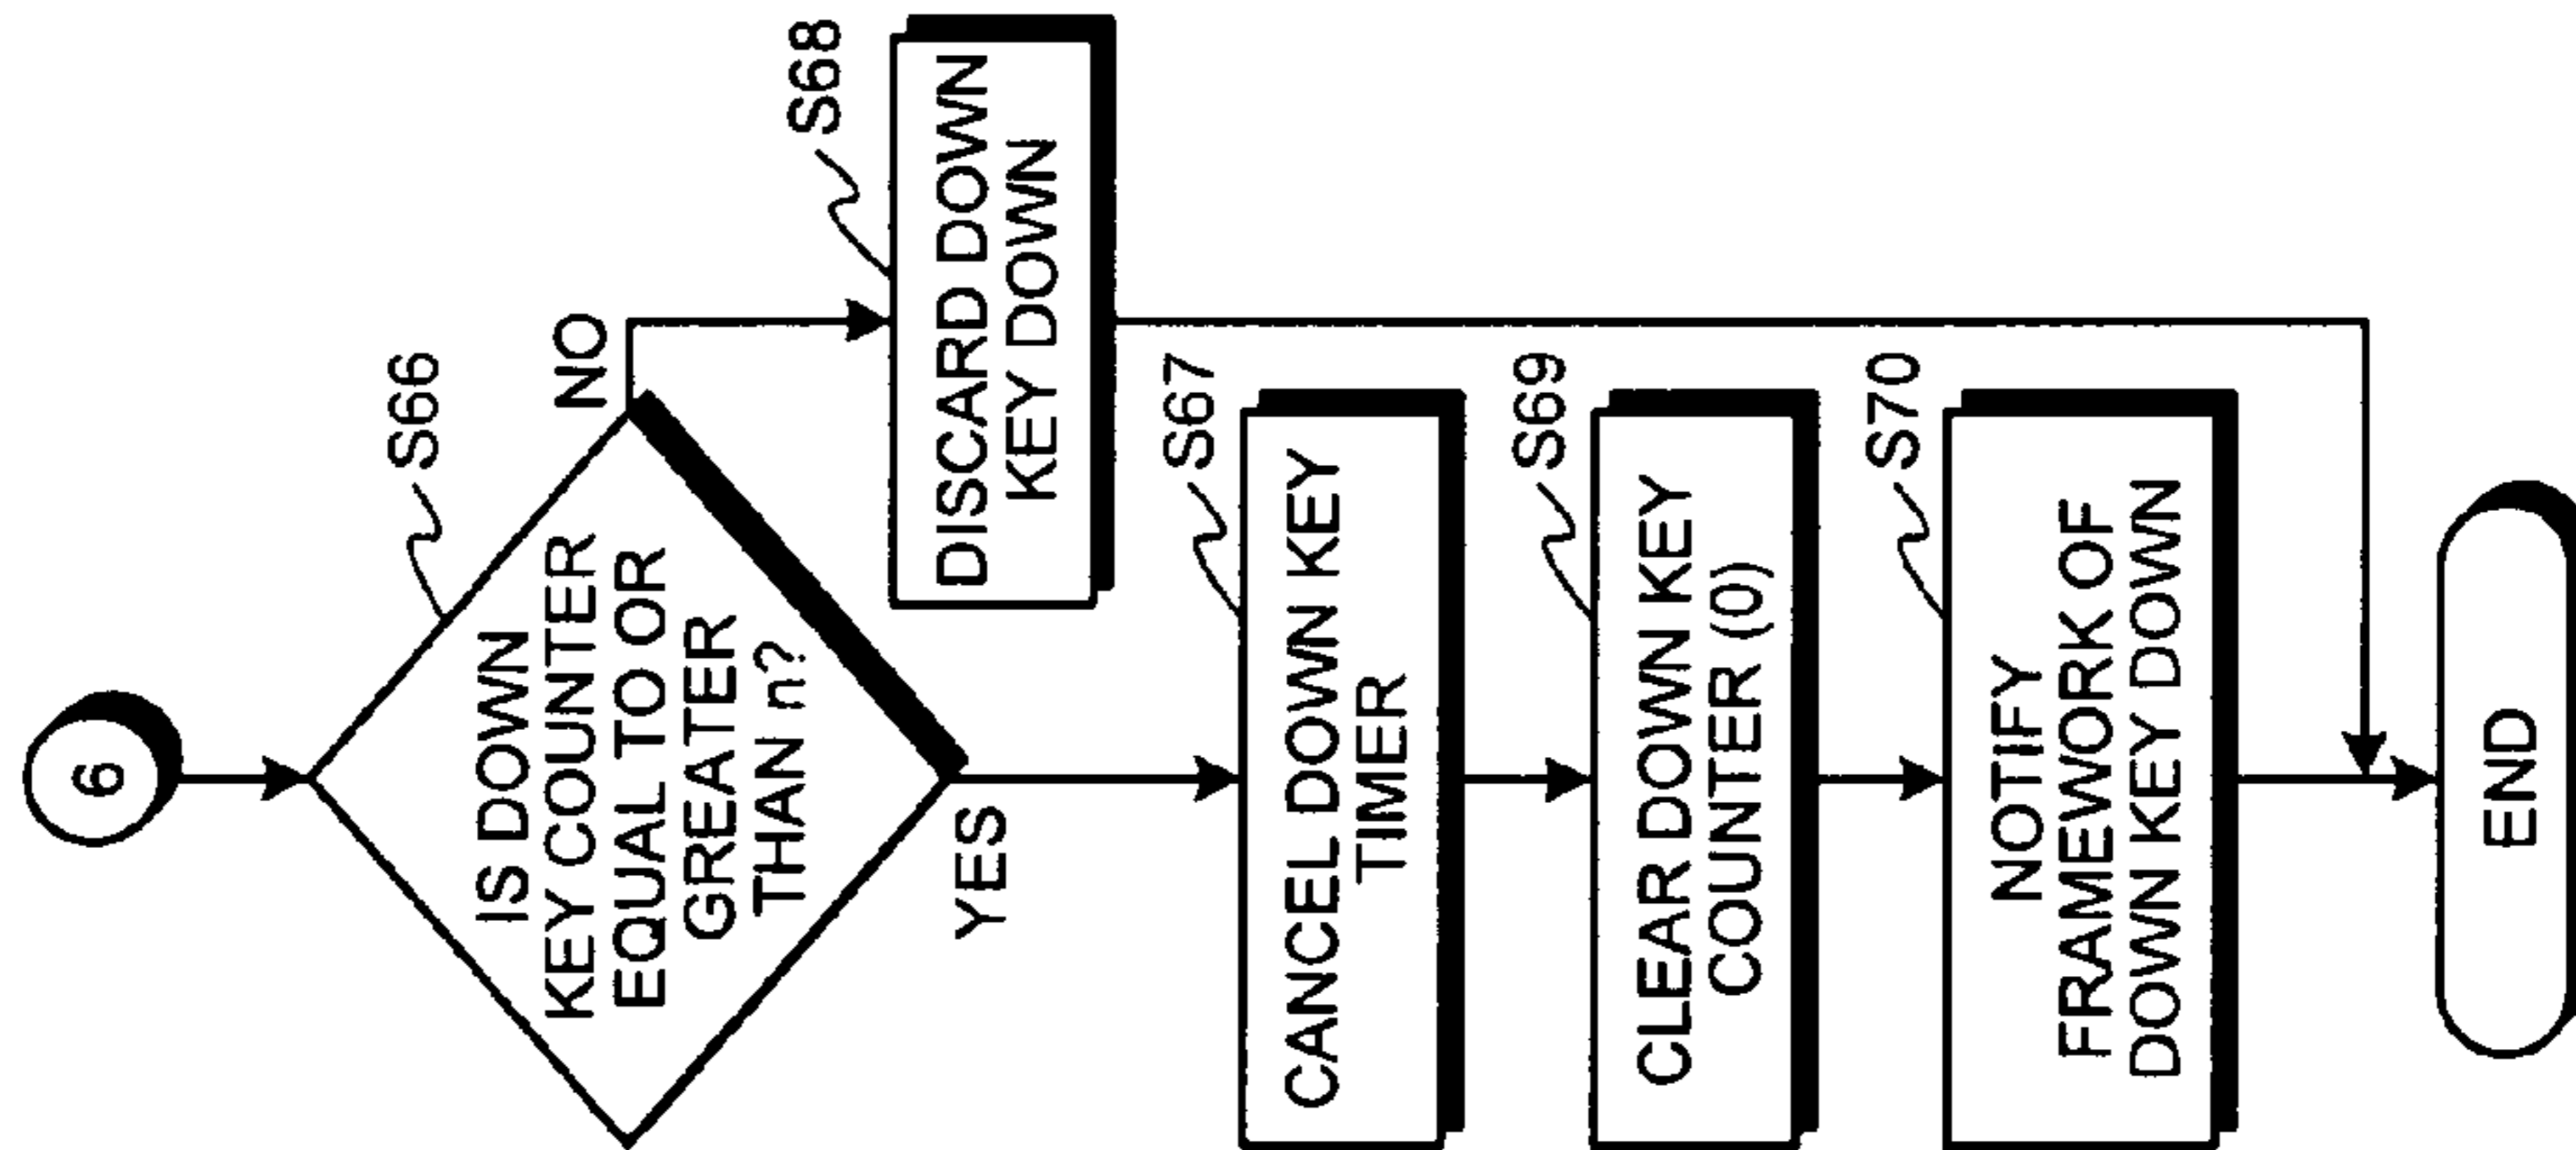 6
S66
IS DOWN
KEY COUNTER
EQUAL TO OR
GREATER
THAN n?
NO
YES
S68
DISCARD DOWN
KEY DOWN
S67
CANCEL DOWN KEY
TIMER
S69
CLEAR DOWN KEY
COUNTER (0)
S70
NOTIFY
FRAMEWORK OF
DOWN KEY DOWN
END